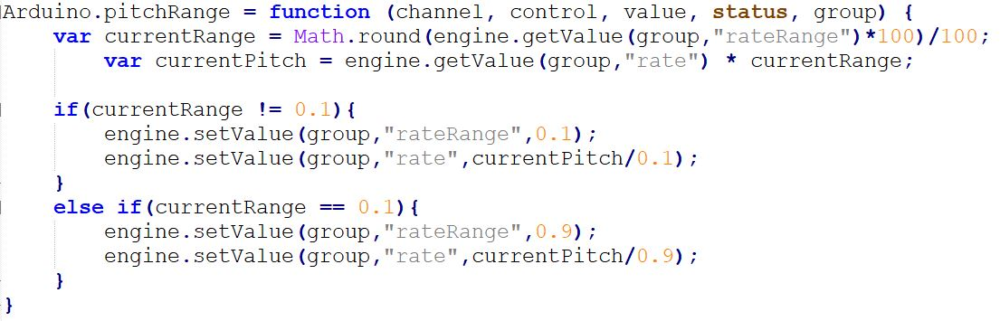 Arduino.pitchRange = function (channel, control, value, status, group) {
    var currentRange = Math.round(engine.getValue(group,"rateRange")*100)/100;
        var currentPitch = engine.getValue(group,"rate") * currentRange;

    if(currentRange != 0.1){
        engine.setValue(group,"rateRange",0.1);
        engine.setValue(group,"rate",currentPitch/0.1);
    }
    else if(currentRange == 0.1){
        engine.setValue(group,"rateRange",0.9);
        engine.setValue(group,"rate",currentPitch/0.9);
    }
}